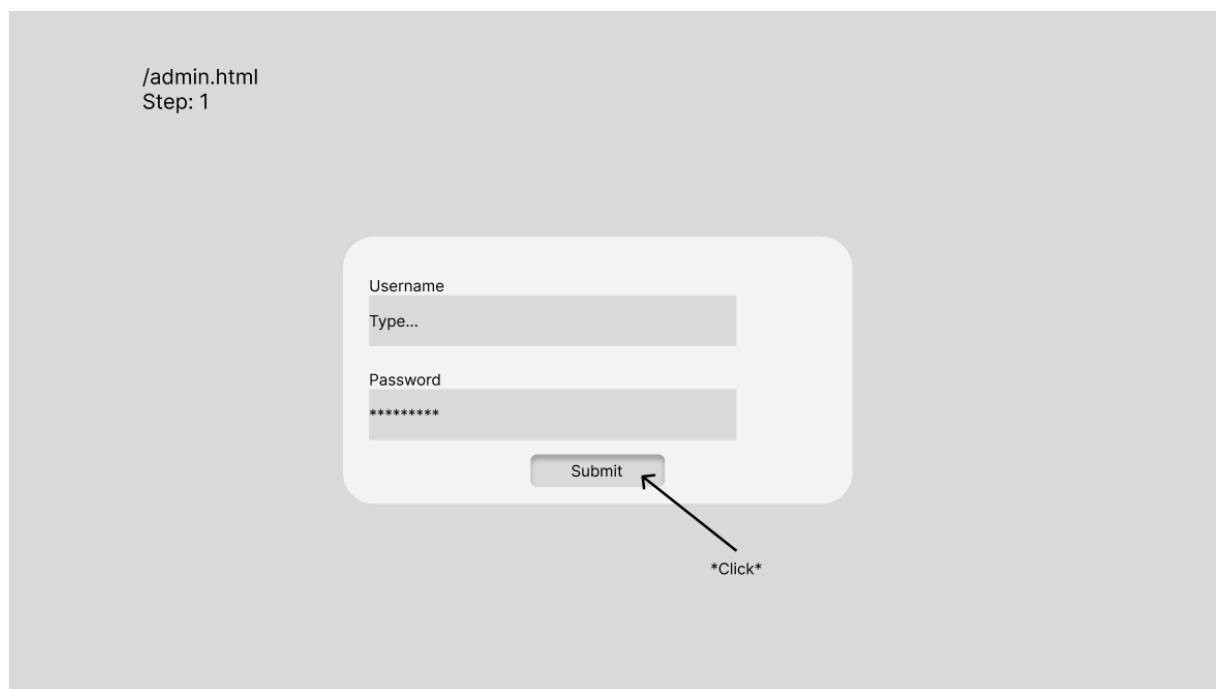 /admin.html
Step: 1
Username
Type...
Password
*********
Submit
*Click*